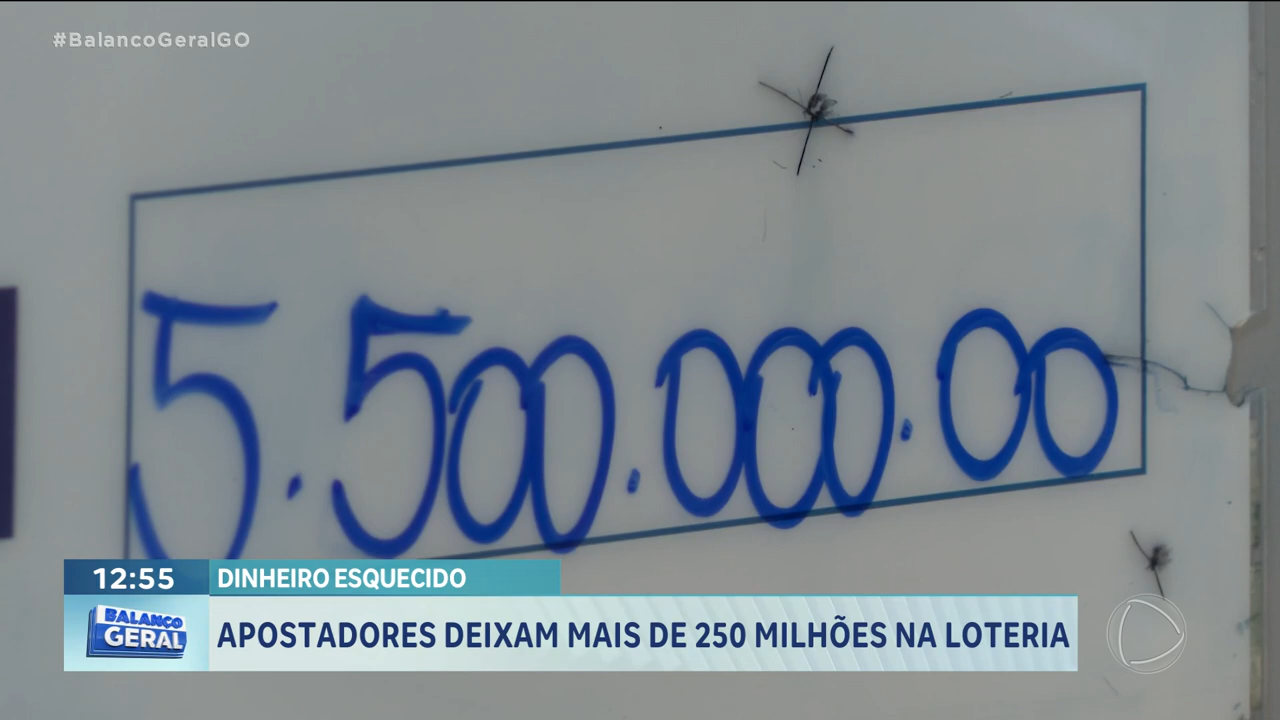 #BalancoGeralGO
5.500.000.00
12:55
DINHEIRO ESQUECIDO
BALANÇO
GERAL
APOSTADORES DEIXAM MAIS DE 250 MILHÕES NA LOTERIA